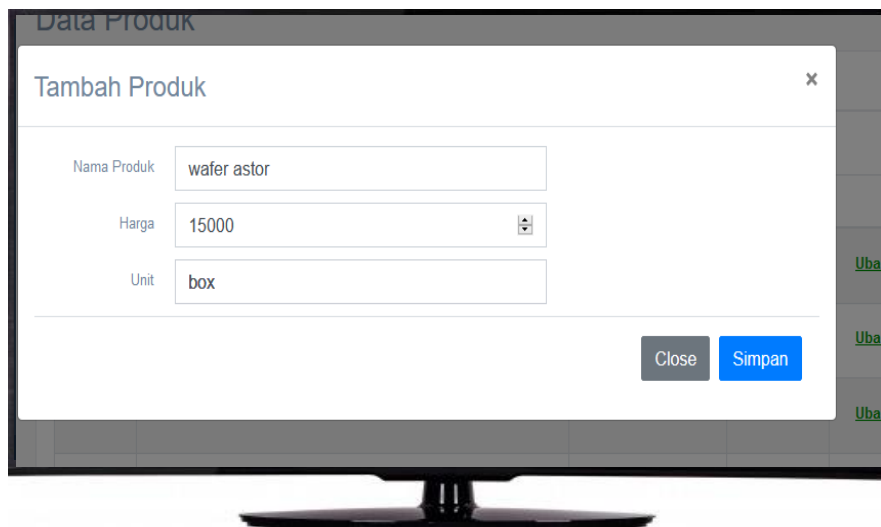 Data Produk
Tambah Produk
×
Nama Produk wafer astor
Harga 15000
Unit box
Close Simpan
Uba
Uba
Uba